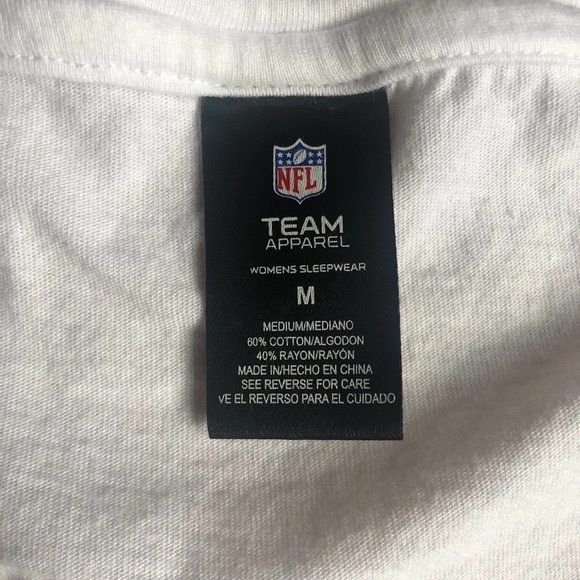 NFL
TEAM
APPAREL
WOMENS SLEEPWEAR
M
MEDIUM/MEDIANO
60% COTTON/ALGODON
40% RAYON/RAYÓN
MADE IN/HECHO EN CHINA
SEE REVERSE FOR CARE
VE EL REVERSO PARA EL CUIDADO